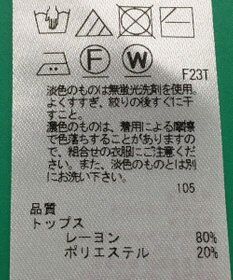 F W
F23T
淡色のものは無蛍光洗剤を使用。
よくすすぎ、絞りの後すぐに干
すこと。
濃色のものは、着用による摩擦
で色落ちすることがありますの
で、組合せの衣服にご注意くださ
い。また、淡色のものとは別
にお洗い下さい。
105
品質
トップス
レーヨン 80%
ポリエステル 20%